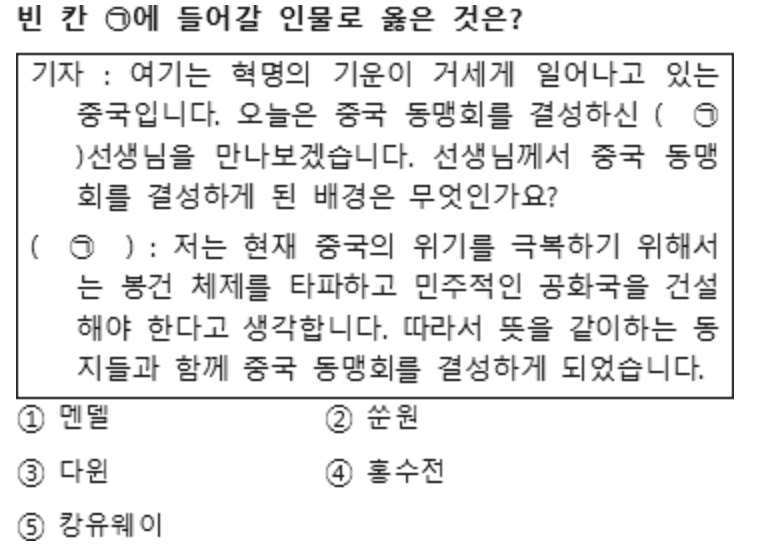 빈 칸 ㉠에 들어갈 인물로 옳은 것은?
기자 : 여기는 혁명의 기운이 거세게 일어나고 있는
중국입니다. 오늘은 중국 동맹회를 결성하신 ( ㉠
)선생님을 만나보겠습니다. 선생님께서 중국 동맹
회를 결성하게 된 배경은 무엇인가요?
( ㉠ ) : 저는 현재 중국의 위기를 극복하기 위해서
는 봉건 체제를 타파하고 민주적인 공화국을 건설
해야 한다고 생각합니다. 따라서 뜻을 같이하는 동
지들과 함께 중국 동맹회를 결성하게 되었습니다.
① 멘델 ② 쑨원
③ 다윈 ④ 홍수전
⑤ 캉유웨이